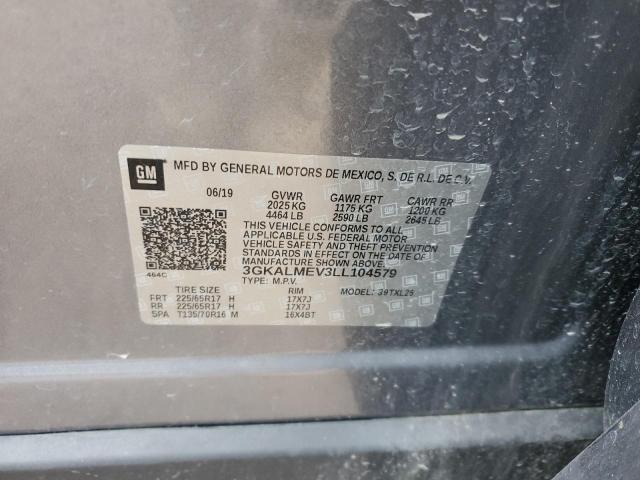 GM
MFD BY GENERAL MOTORS DE MEXICO, S. DE R.L. DE C.V.
06/19 GVWR GAWR FRT GAWR RR
2025 KG 1175 KG 1200 KG
4464 LB 2590 LB 2645 LB
THIS VEHICLE CONFORMS TO ALL
APPLICABLE U.S. FEDERAL MOTOR
VEHICLE SAFETY AND THEFT PREVENTION
STANDARDS IN EFFECT ON THE DATE OF
MANUFACTURE SHOWN ABOVE.
464C 3GKALMEV3LL104579
TYPE: M.P.V.
TIRE SIZE RIM MODEL: 39TXL26
FRT 225/65R17 H 17X7J
RR 225/65R17 H 17X7J
SPA T135/70R16 M 16X4BT